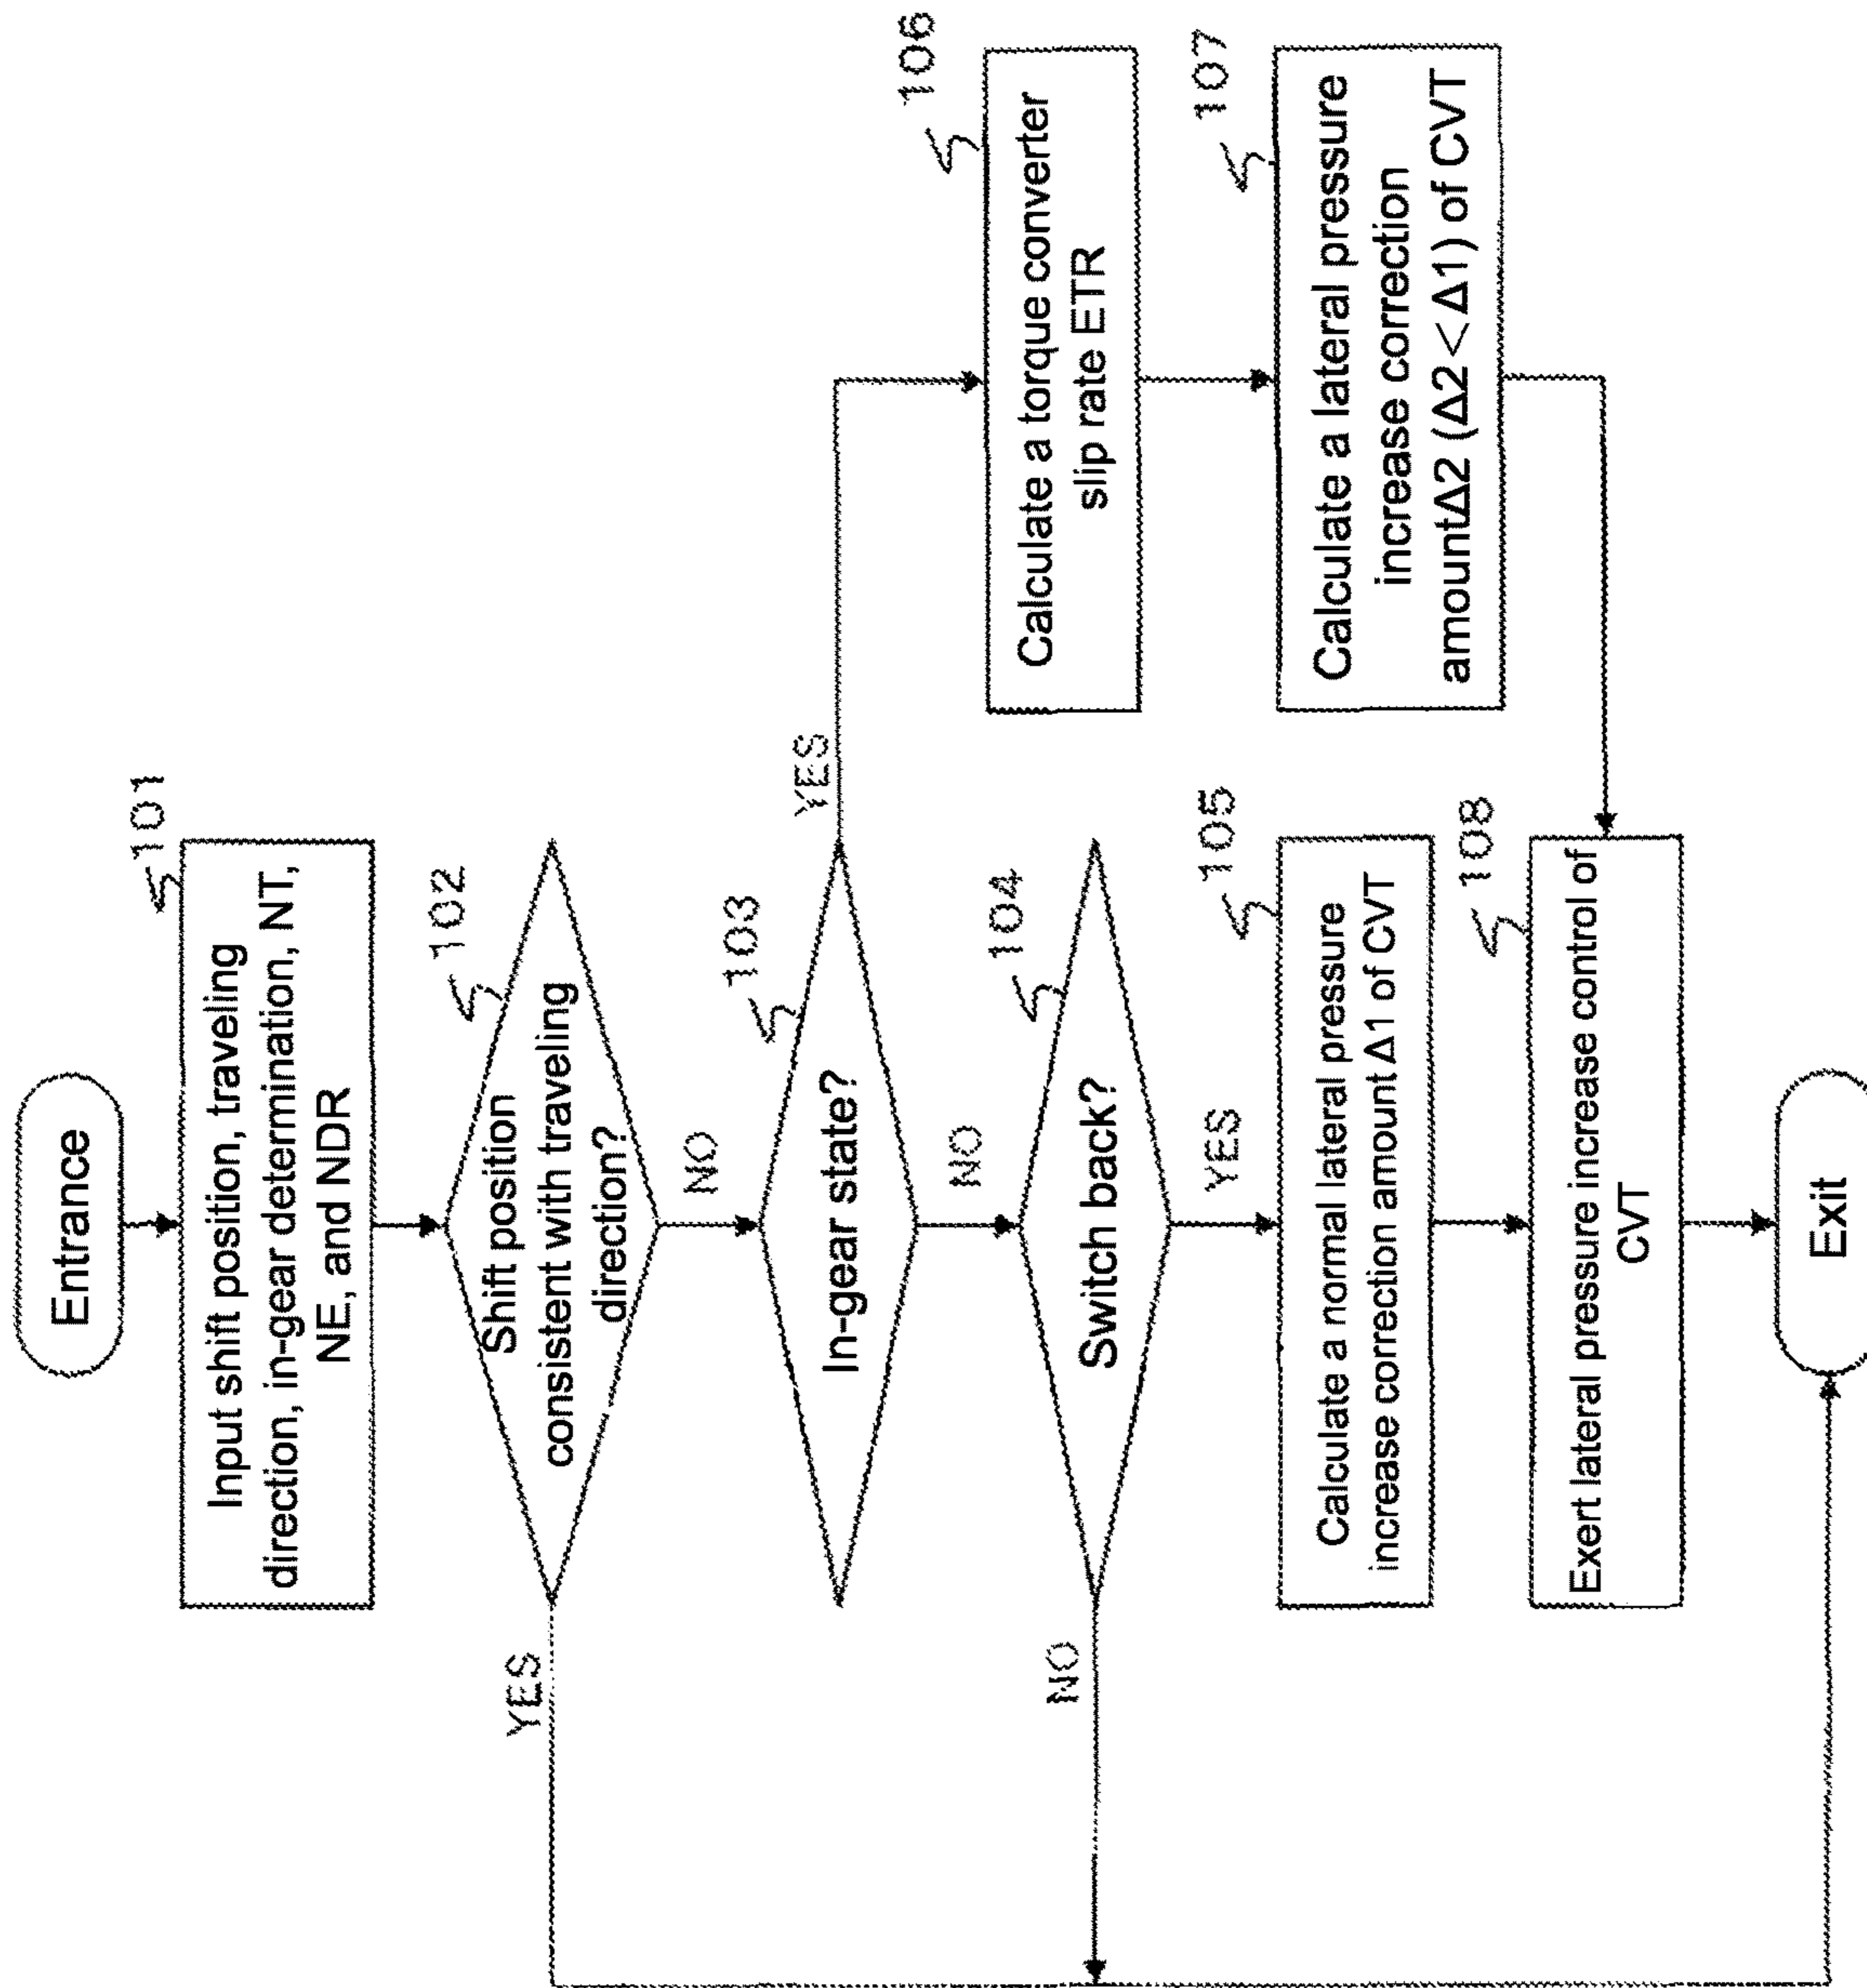 Entrance
101
Input shift position, traveling
direction, in-gear determination, NT,
NE, and NDR
102
Shift position
consistent with traveling
direction?
YES
NO
103
In-gear state?
YES
NO
104
Switch back?
NO
YES
105
Calculate a normal lateral pressure
increase correction amount Δ1 of CVT
106
Calculate a torque converter
slip rate ETR
107
Calculate a lateral pressure
increase correction
amountΔ2 (Δ2<Δ1) of CVT
108
Exert lateral pressure increase control of
CVT
Exit